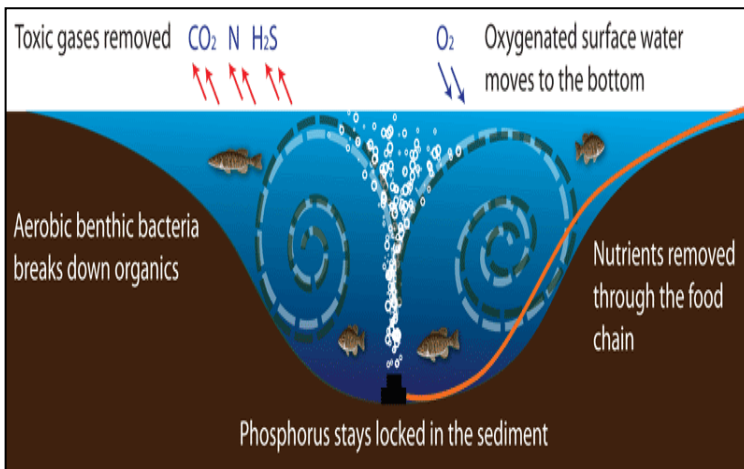 Toxic gases removed
CO₂ N H₂S
O₂
Oxygenated surface water
moves to the bottom
Aerobic benthic bacteria
breaks down organics
Nutrients removed
through the food
chain
Phosphorus stays locked in the sediment